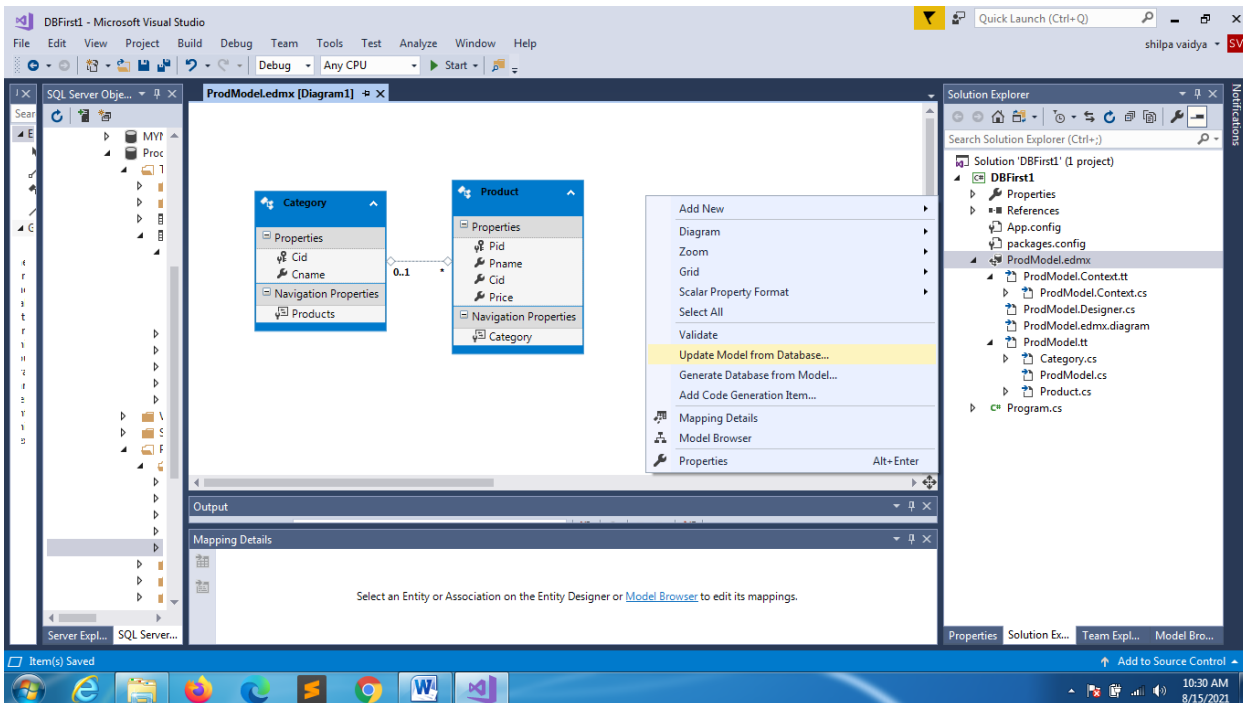 DBFirst1 - Microsoft Visual Studio
Quick Launch (Ctrl+Q)
File Edit View Project Build Debug Team Tools Test Analyze Window Help
shilpa vaidya
SV
Debug Any CPU Start
SQL Server Obje...
ProdModel.edmx [Diagram1]
Solution Explorer
Notifications
Search Solution Explorer (Ctrl+;)
Category
Properties
Cid
Cname
Navigation Properties
Products
0..1
*
Product
Properties
Pid
Pname
Cid
Price
Navigation Properties
Category
Add New
Diagram
Zoom
Grid
Scalar Property Format
Select All
Validate
Update Model from Database...
Generate Database from Model...
Add Code Generation Item...
Mapping Details
Model Browser
Properties Alt+Enter
Solution 'DBFirst1' (1 project)
C# DBFirst1
Properties
References
App.config
packages.config
ProdModel.edmx
ProdModel.Context.tt
ProdModel.Context.cs
ProdModel.Designer.cs
ProdModel.edmx.diagram
ProdModel.tt
Category.cs
ProdModel.cs
Product.cs
C# Program.cs
Output
Mapping Details
Select an Entity or Association on the Entity Designer or Model Browser to edit its mappings.
Server Expl... SQL Server...
Properties Solution Ex... Team Expl... Model Bro...
Item(s) Saved
Add to Source Control
10:30 AM
8/15/2021